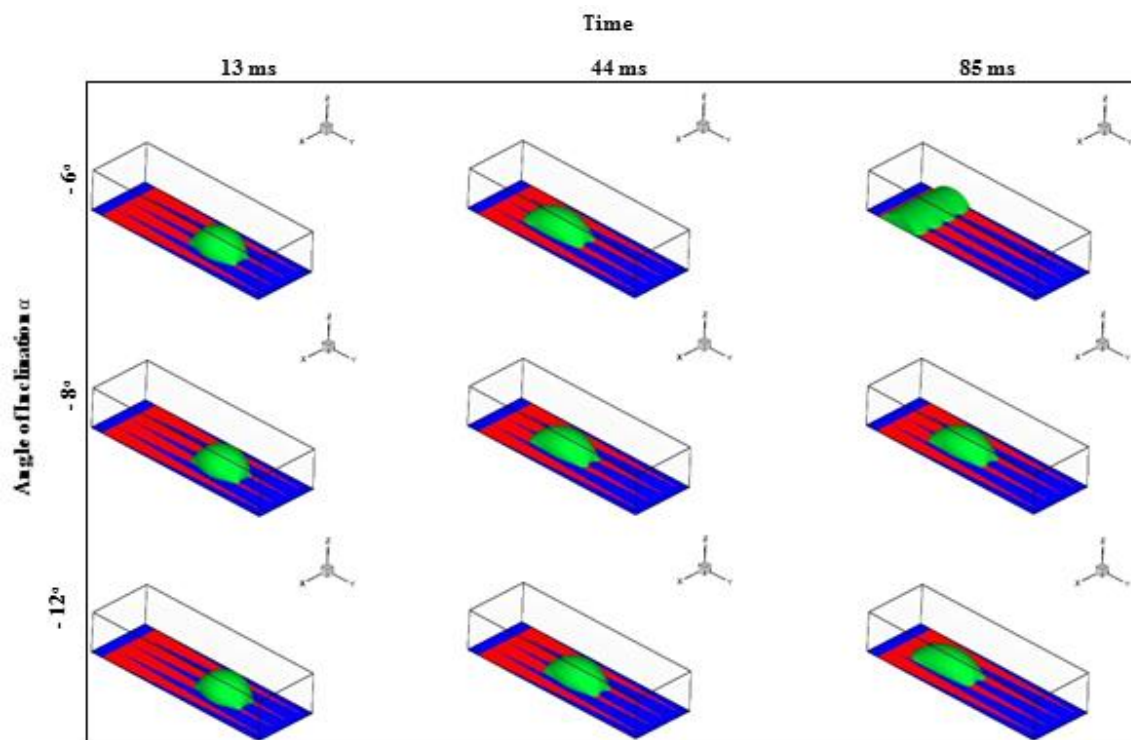 Time
13 ms
44 ms
85 ms
Angle of Inclination α
-6°
Z
X
Y
Z
X
Y
Z
X
Y
-8°
Z
X
Y
Z
X
Y
Z
X
Y
-12°
Z
X
Y
Z
X
Y
Z
X
Y